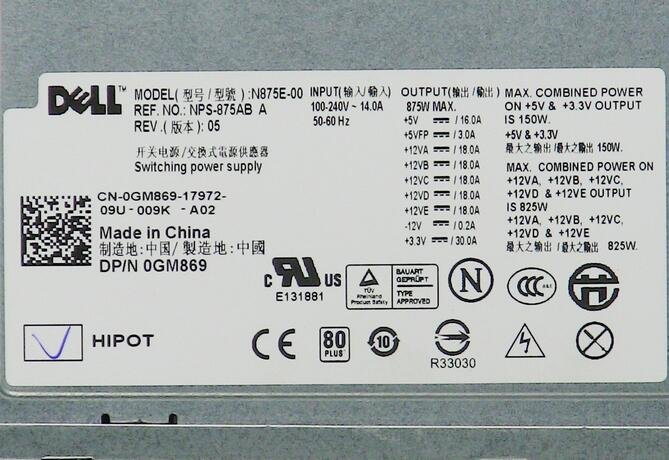 DELL™
MODEL(型号/型號):N875E-00
REF. NO.: NPS-875AB A
REV.(版本): 05
开关电源/交换式電源供應器
Switching power supply
INPUT(输入/輸入)
100-240V~ 14.0A
50-60 Hz
OUTPUT(输出/輸出)
875W MAX.
+5V / 16.0A
+5VFP / 3.0A
+12VA / 18.0A
+12VB / 18.0A
+12VC / 18.0A
+12VD / 18.0A
+12VE / 18.0A
-12V / 0.2A
+3.3V / 30.0A
MAX. COMBINED POWER
ON +5V & +3.3V OUTPUT
IS 150W.
+5V & +3.3V
最大之输出/最大之輸出 150W.
MAX. COMBINED POWER ON
+12VA, +12VB, +12VC,
+12VD & +12VE OUTPUT
IS 825W
+12VA, +12VB, +12VC,
+12VD & +12VE
最大之输出/最大之輸出 825W.
CN-0GM869-17972-
09U-009K -A02
Made in China
制造地:中国/製造地:中國
DP/N 0GM869
c RU US
E131881
TÜV
Rheinland
Product Safety
BAUART
GEPRÜFT
TYPE
APPROVED
N
CCC
HIPOT
CE
80
PLUS
10
R33030